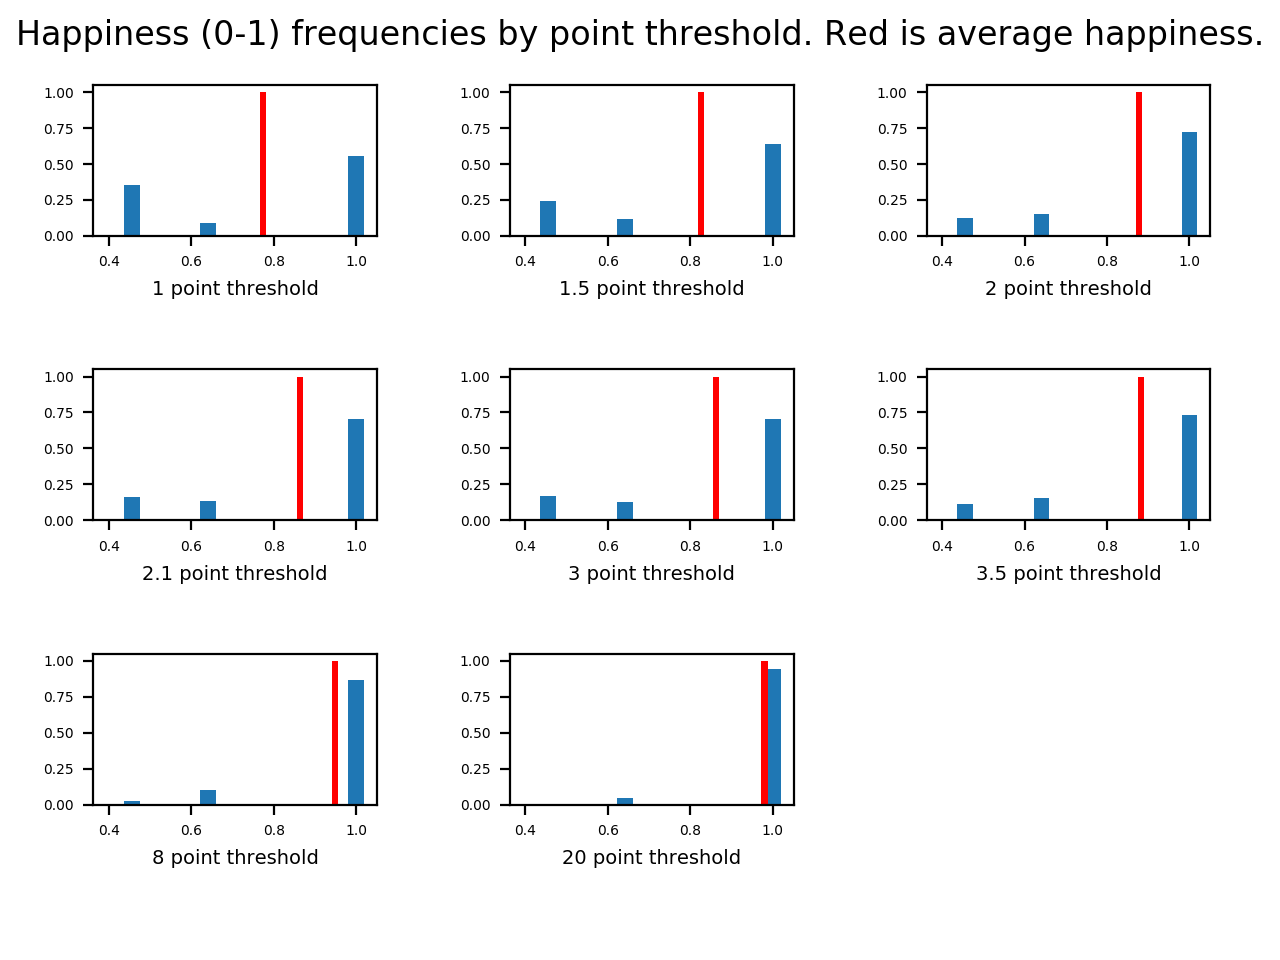 Happiness (0-1) frequencies by point threshold. Red is average happiness.
1.00 1.00 1.00
0.75 0.75 0.75
0.50 0.50 0.50
0.25 0.25 0.25
0.00 0.00 0.00
0.4 0.6 0.8 1.0 0.4 0.6 0.8 1.0 0.4 0.6 0.8 1.0
1 point threshold 1.5 point threshold 2 point threshold
1.00 1.00 1.00
0.75 0.75 0.75
0.50 0.50 0.50
0.25 0.25 0.25
0.00 0.00 0.00
0.4 0.6 0.8 1.0 0.4 0.6 0.8 1.0 0.4 0.6 0.8 1.0
2.1 point threshold 3 point threshold 3.5 point threshold
1.00 1.00
0.75 0.75
0.50 0.50
0.25 0.25
0.00 0.00
0.4 0.6 0.8 1.0 0.4 0.6 0.8 1.0
8 point threshold 20 point threshold